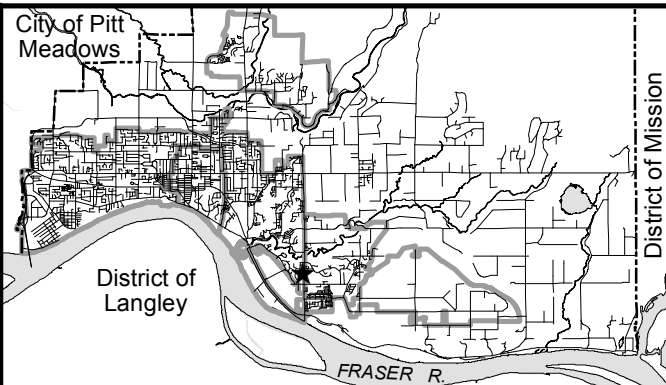 City of Pitt
Meadows
District of Mission
District of
Langley
FRASER R.